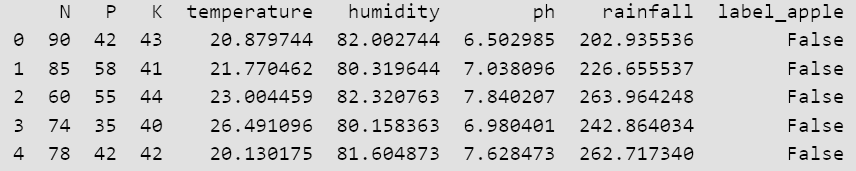 N P K temperature humidity ph rainfall label_apple
0 90 42 43 20.879744 82.002744 6.502985 202.935536 False
1 85 58 41 21.770462 80.319644 7.038096 226.655537 False
2 60 55 44 23.004459 82.320763 7.840207 263.964248 False
3 74 35 40 26.491096 80.158363 6.980401 242.864034 False
4 78 42 42 20.130175 81.604873 7.628473 262.717340 False